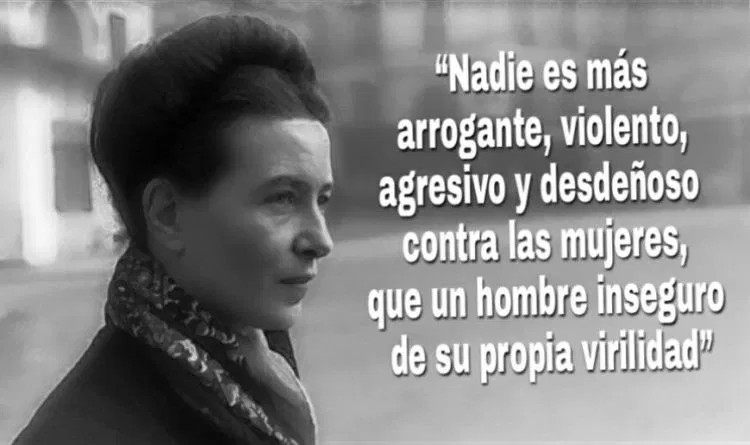 “Nadie es más
arrogante, violento,
agresivo y desdeñoso
contra las mujeres,
que un hombre inseguro
de su propia virilidad”